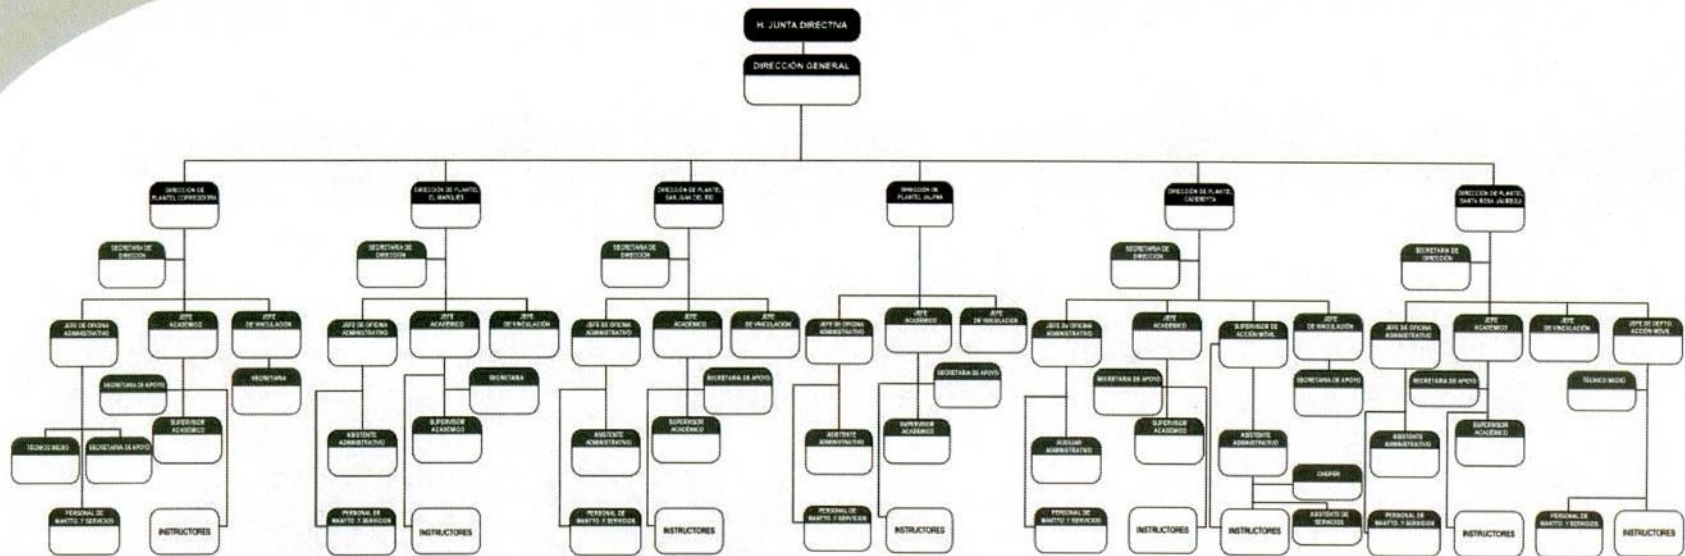 H. JUNTA DIRECTIVA
DIRECCIÓN GENERAL
DIRECCIÓN DE
PLANTEL CORREGIDORA
DIRECCIÓN DE PLANTEL
EL MARQUES
DIRECCIÓN DE PLANTEL
SAN JUAN DEL RIO
DIRECCIÓN DE
PLANTEL JALPAN
DIRECCIÓN DE PLANTEL
CADEREYTA
DIRECCIÓN DE PLANTEL
SANTA ROSA JAUREGUI
SECRETARIA DE
DIRECCIÓN
SECRETARIA DE
DIRECCIÓN
SECRETARIA DE
DIRECCIÓN
SECRETARIA DE
DIRECCIÓN
SECRETARIA DE
DIRECCIÓN
JEFE DE OFICINA
ADMINISTRATIVO
JEFE
ACADÉMICO
JEFE
DE VINCULACIÓN
JEFE DE OFICINA
ADMINISTRATIVO
JEFE
ACADÉMICO
JEFE
DE VINCULACIÓN
JEFE DE OFICINA
ADMINISTRATIVO
JEFE
ACADÉMICO
JEFE
DE VINCULACIÓN
JEFE DE OFICINA
ADMINISTRATIVO
JEFE
ACADÉMICO
JEFE
DE VINCULACIÓN
JEFE DE OFICINA
ADMINISTRATIVO
JEFE
ACADÉMICO
SUPERVISOR DE
ACCIÓN MÓVIL
JEFE
DE VINCULACIÓN
JEFE DE OFICINA
ADMINISTRATIVO
JEFE
ACADÉMICO
JEFE
DE VINCULACIÓN
JEFE DE DEPTO.
ACCIÓN MÓVIL
SECRETARIA DE APOYO
SECRETARIA
SECRETARIA
SECRETARIA DE APOYO
SECRETARIA DE APOYO
SECRETARIA DE APOYO
SECRETARIA DE APOYO
SECRETARIA DE APOYO
TÉCNICO MEDIO
TÉCNICO MEDIO
SECRETARIA DE APOYO
SUPERVISOR
ACADÉMICO
ASISTENTE
ADMINISTRATIVO
SUPERVISOR
ACADÉMICO
ASISTENTE
ADMINISTRATIVO
SUPERVISOR
ACADÉMICO
ASISTENTE
ADMINISTRATIVO
SUPERVISOR
ACADÉMICO
AUXILIAR
ADMINISTRATIVO
SUPERVISOR
ACADÉMICO
ASISTENTE
ADMINISTRATIVO
ASISTENTE
ADMINISTRATIVO
SUPERVISOR
ACADÉMICO
CHOFER
ASISTENTE DE
SERVICIOS
PERSONAL DE
MANTTO. Y SERVICIOS
INSTRUCTORES
PERSONAL DE
MANTTO. Y SERVICIOS
INSTRUCTORES
PERSONAL DE
MANTTO. Y SERVICIOS
INSTRUCTORES
PERSONAL DE
MANTTO. Y SERVICIOS
INSTRUCTORES
PERSONAL DE
MANTTO. Y SERVICIOS
INSTRUCTORES
INSTRUCTORES
PERSONAL DE
MANTTO. Y SERVICIOS
INSTRUCTORES
PERSONAL DE
MANTTO. Y SERVICIOS
INSTRUCTORES